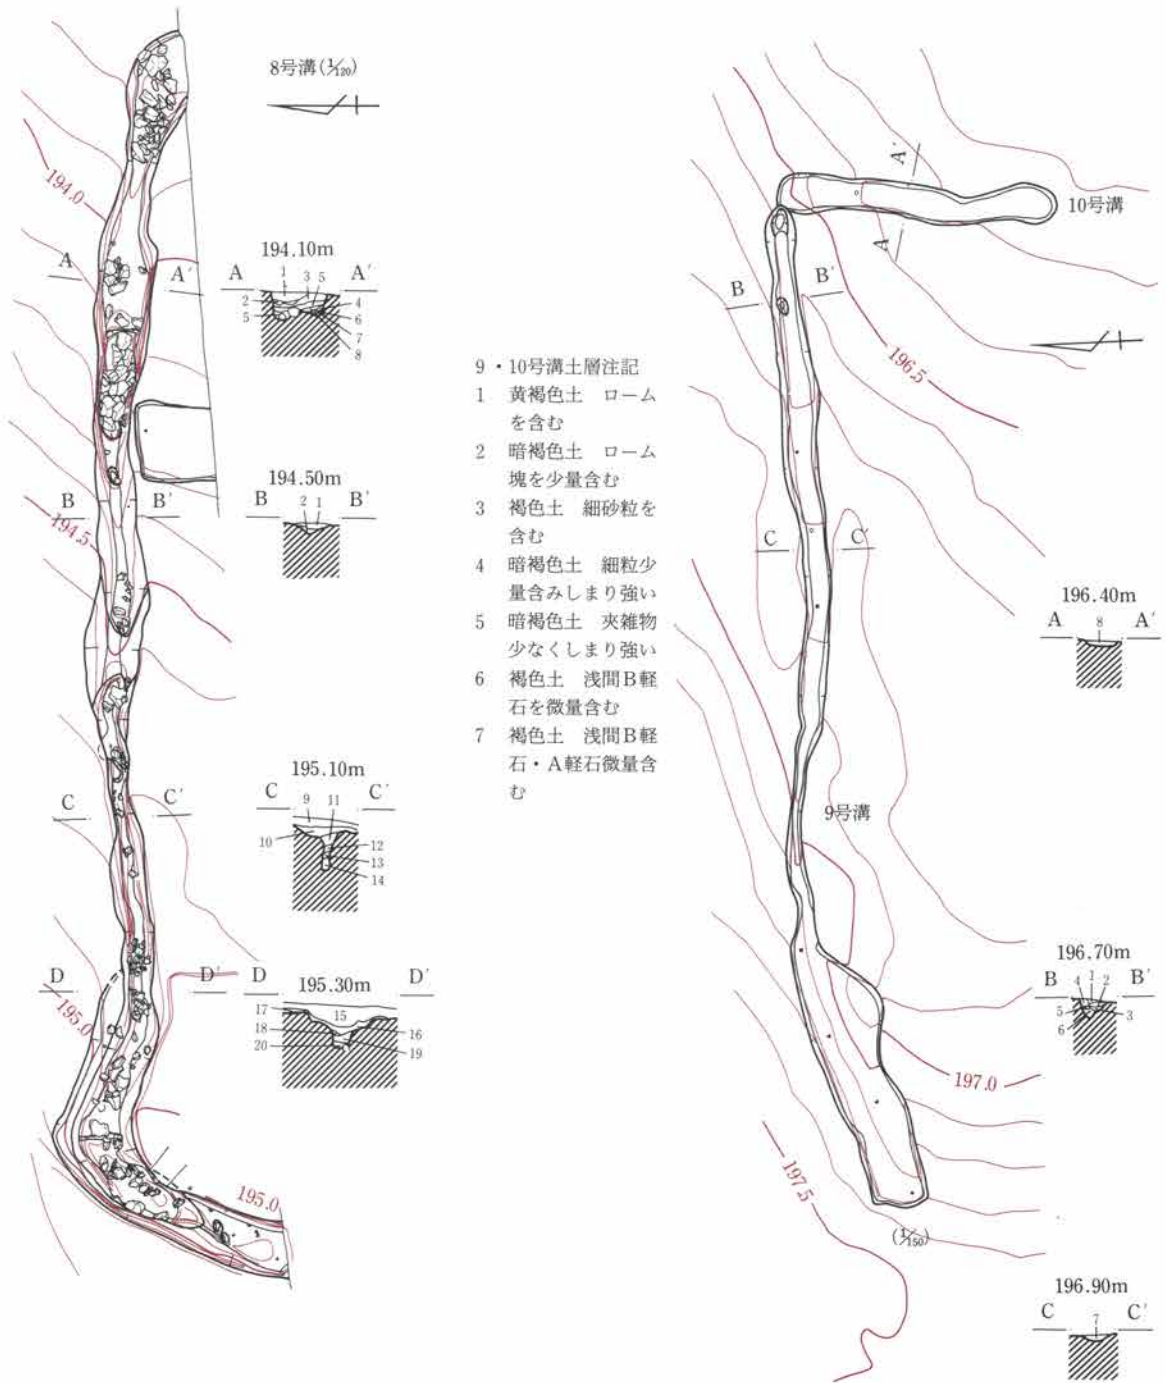 8号溝(1/120)
194.0
A
A'
194.10m
A
A'
1
3
5
2
5
4
6
7
8
B
B'
194.5
194.50m
B
B'
2
1
C
C'
195.10m
C
C'
9
11
10
12
13
14
D
D'
195.0
195.30m
D
D'
17
15
18
16
20
19
195.0
9・10号溝土層注記
1 黄褐色土 ローム
を含む
2 暗褐色土 ローム
塊を少量含む
3 褐色土 細砂粒を
含む
4 暗褐色土 細粒少
量含みしまり強い
5 暗褐色土 夾雑物
少なくしまり強い
6 褐色土 浅間B軽
石を微量含む
7 褐色土 浅間B軽
石・A軽石微量含
む
A'
A
10号溝
B
B'
196.5
C
C'
9号溝
197.0
197.5
(1/150)
196.40m
A
8
A'
196.70m
B
B'
4
1
2
5
3
6
196.90m
C
C'
7